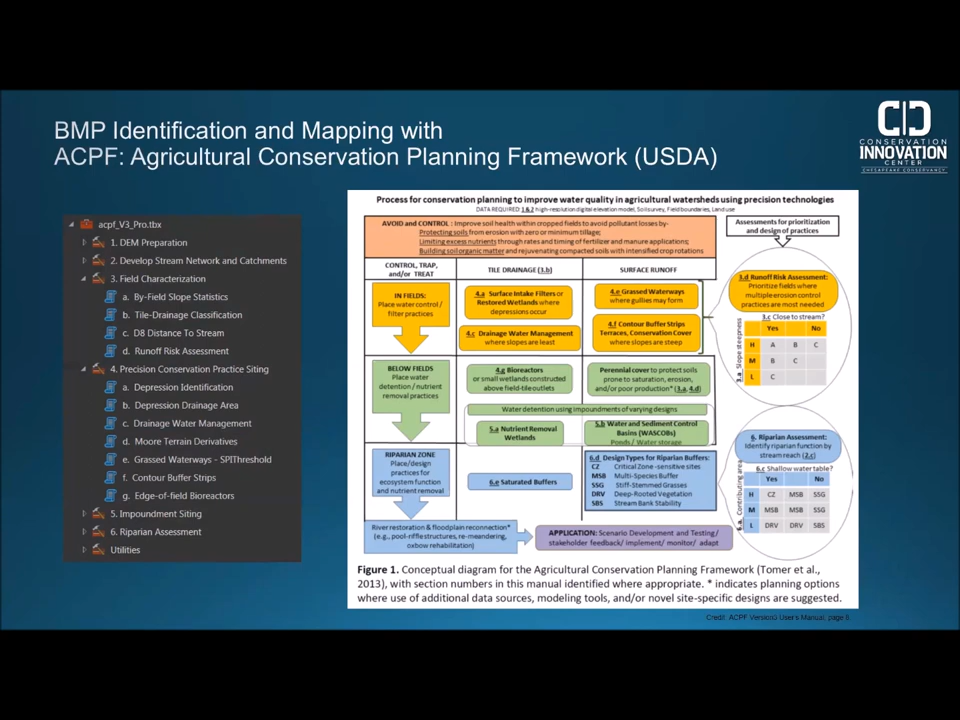 BMP Identification and Mapping with
ACPF: Agricultural Conservation Planning Framework (USDA)
CONSERVATION
INNOVATION
CENTER
CHESAPEAKE CONSERVANCY
acpf_V3_Pro.tbx
1. DEM Preparation
2. Develop Stream Network and Catchments
3. Field Characterization
a. By-Field Slope Statistics
b. Tile-Drainage Classification
c. D8 Distance To Stream
d. Runoff Risk Assessment
4. Precision Conservation Practice Siting
a. Depression Identification
b. Depression Drainage Area
c. Drainage Water Management
d. Moore Terrain Derivatives
e. Grassed Waterways - SPIThreshold
f. Contour Buffer Strips
g. Edge-of-field Bioreactors
5. Impoundment Siting
6. Riparian Assessment
Utilities
Process for conservation planning to improve water quality in agricultural watersheds using precision technologies
DATA REQUIRED 1&2 high-resolution digital elevation model, Soil survey, Field boundaries, Land use
AVOID and CONTROL : Improve soil health within cropped fields to avoid pollutant losses by-
Protecting soils from erosion with zero or minimum tillage;
Limiting excess nutrients through rates and timing of fertilizer and manure applications;
Building soil organic matter and rejuvenating compacted soils with intensified crop rotations
Assessments for prioritization
and design of practices
CONTROL, TRAP,
and/or TREAT
TILE DRAINAGE (3.b)
SURFACE RUNOFF
IN FIELDS:
Place water control /
filter practices
4.a Surface Intake Filters or
Restored Wetlands where
depressions occur
4.c Drainage Water Management
where slopes are least
4.e Grassed Waterways
where gullies may form
4.f Contour Buffer Strips
Terraces, Conservation Cover
where slopes are steep
3.d Runoff Risk Assessment:
Prioritize fields where
multiple erosion control
practices are most needed
3.c Close to stream?
Yes No
3.a Slope steepness
H A B C
M B C
L C
BELOW FIELDS:
Place water
detention / nutrient
removal practices
4.g Bioreactors
or small wetlands constructed
above field-tile outlets
Perennial cover to protect soils
prone to saturation, erosion,
and/or poor production* (3.a, 4.d)
Water detention using impoundments of varying designs
5.a Nutrient Removal
Wetlands
5.b Water and Sediment Control
Basins (WASCOBs)
Ponds / Water storage
RIPARIAN ZONE
Place/design
practices for
ecosystem function
and nutrient removal
6.e Saturated Buffers
6.d Design Types for Riparian Buffers:
CZ Critical Zone -sensitive sites
MSB Multi-Species Buffer
SSG Stiff-Stemmed Grasses
DRV Deep-Rooted Vegetation
SBS Stream Bank Stability
6. Riparian Assessment:
Identify riparian function by
stream reach (2.c)
6.c Shallow water table?
Yes No
6.a Contributing area
H CZ MSB SSG
M MSB MSB SSG
L DRV DRV SBS
River restoration & floodplain reconnection*
(e.g., pool-riffle structures, re-meandering,
oxbow rehabilitation)
APPLICATION: Scenario Development and Testing/
stakeholder feedback/ implement/ monitor/ adapt
Figure 1. Conceptual diagram for the Agricultural Conservation Planning Framework (Tomer et al.,
2013), with section numbers in this manual identified where appropriate. * indicates planning options
where use of additional data sources, modeling tools, and/or novel site-specific designs are suggested.
Credit: ACPF Version3 User's Manual, page 6